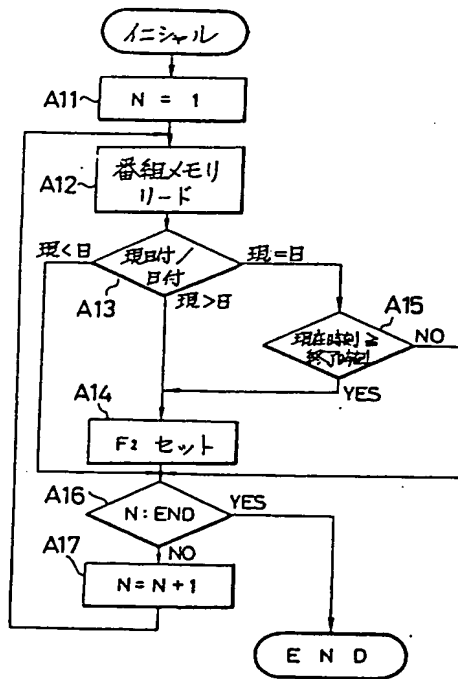 イニシャル
A11
N = 1
A12
番組メモリ
リード
現<日
現日付/
日付
現=日
A13
現>日
A15
現在時刻≧
終了時刻
NO
YES
A14
F2 セット
A16
N:END
YES
NO
A17
N=N+1
END